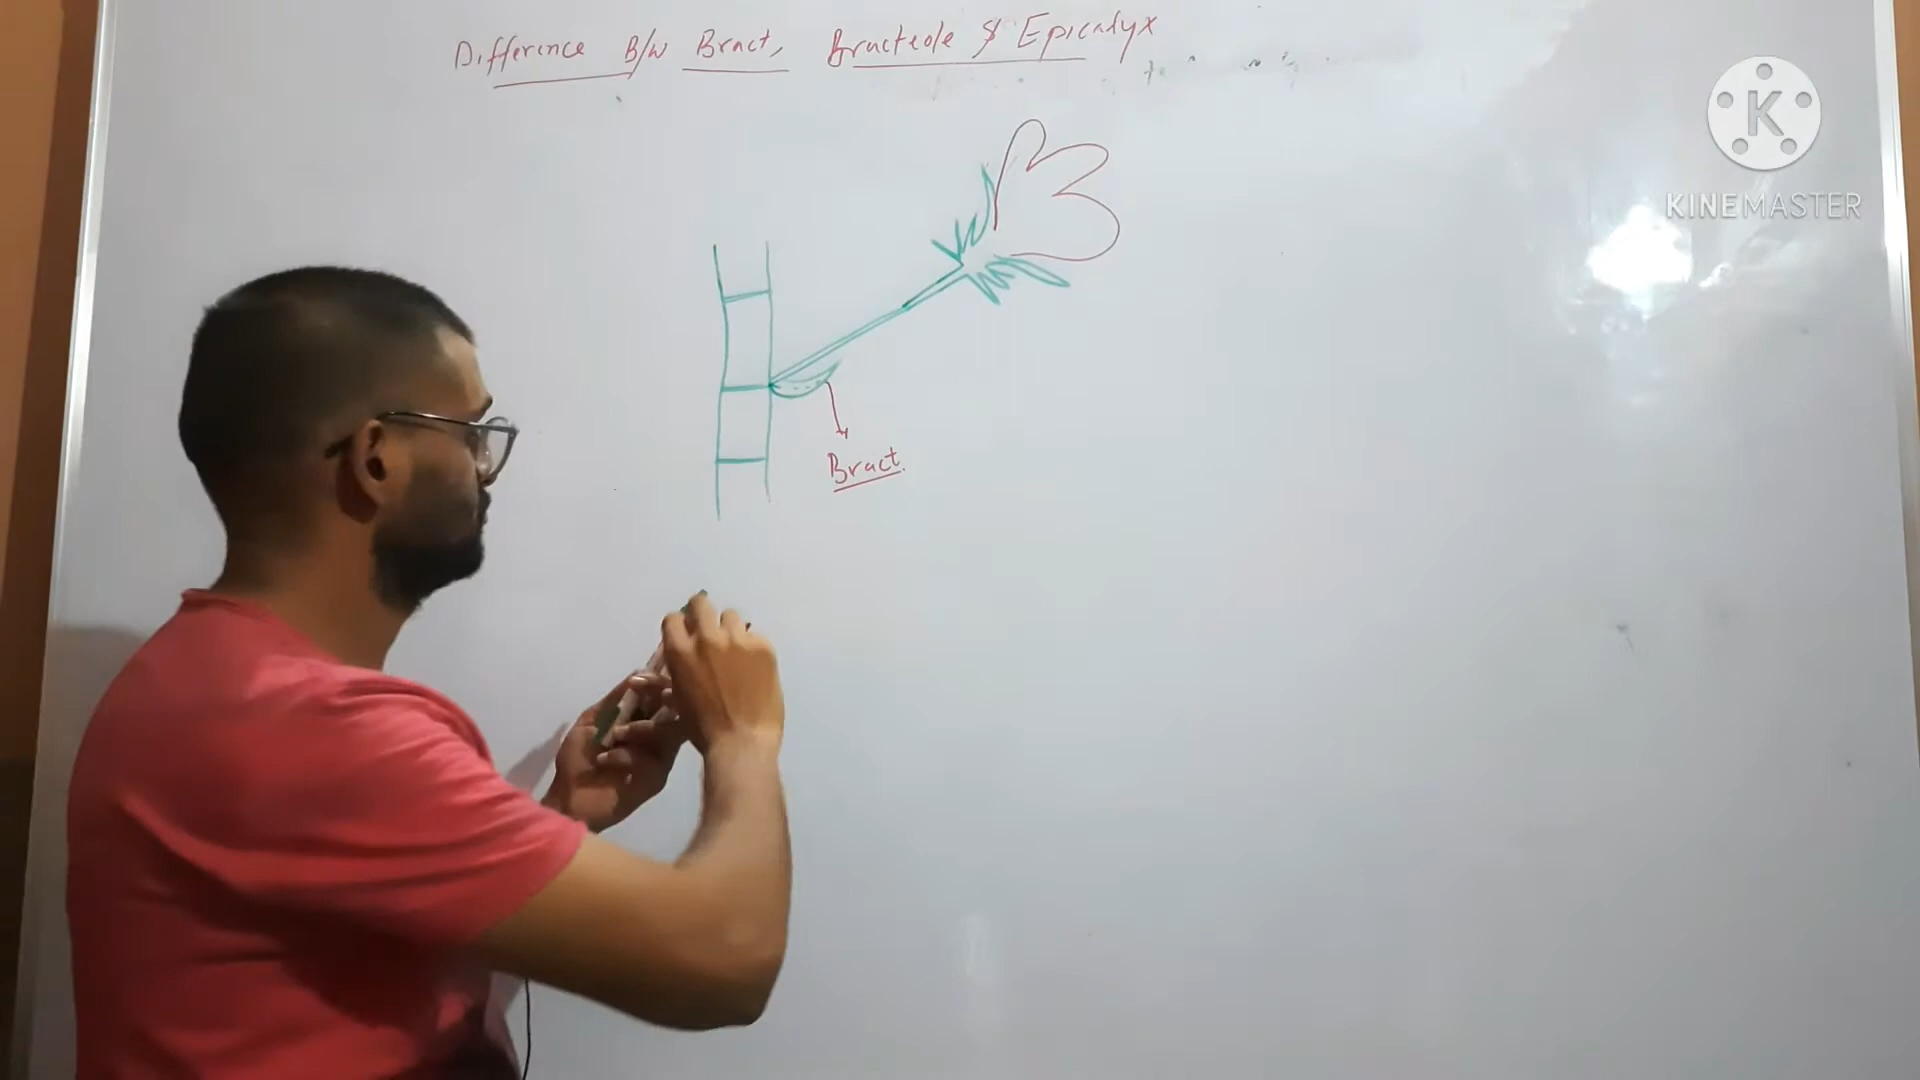 Difference B/w Bract, Bracteole & Epicalyx
K
KINEMASTER
Bract.